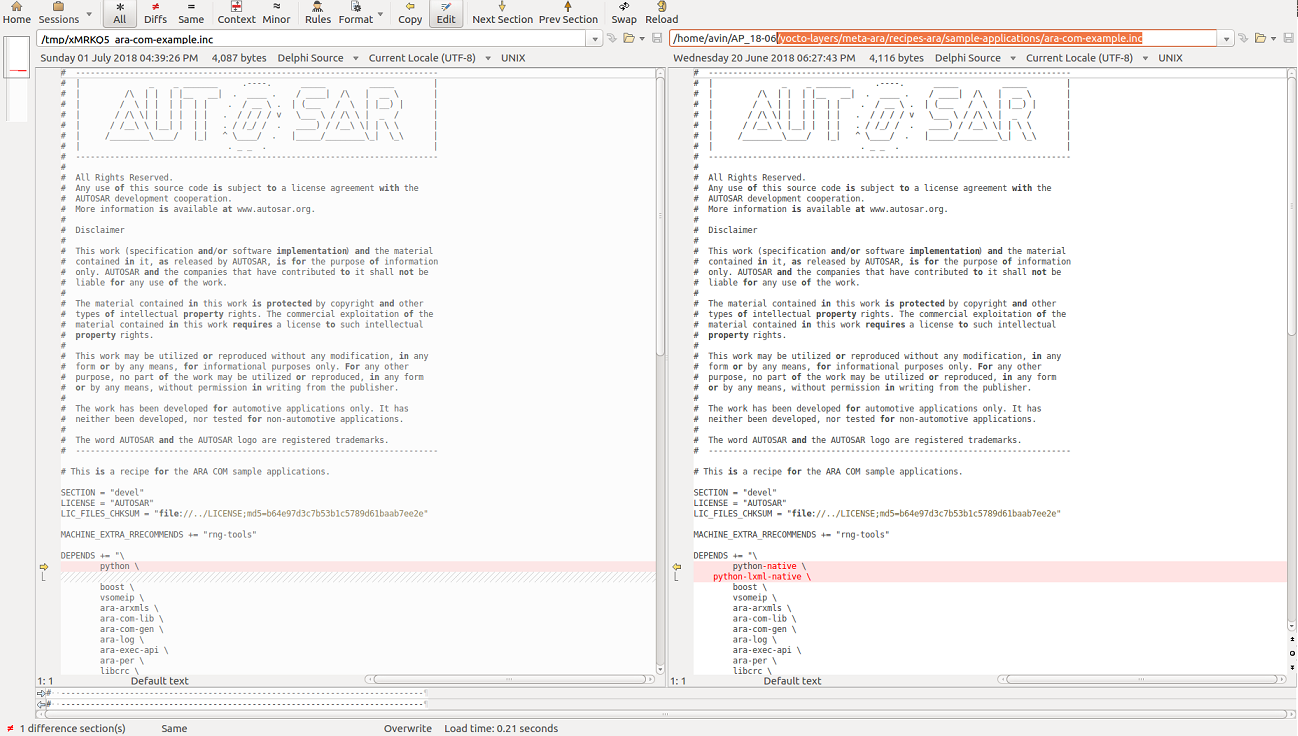 Home Sessions All Diffs Same Context Minor Rules Format Copy Edit Next Section Prev Section Swap Reload
/tmp/xMRKQ5 ara-com-example.inc
/home/avin/AP_18-06/yocto-layers/meta-ara/recipes-ara/sample-applications/ara-com-example.inc
Sunday 01 July 2018 04:39:26 PM 4,087 bytes Delphi Source Current Locale (UTF-8) UNIX
Wednesday 20 June 2018 06:27:43 PM 4,116 bytes Delphi Source Current Locale (UTF-8) UNIX
# All Rights Reserved.
# Any use of this source code is subject to a license agreement with the
# AUTOSAR development cooperation.
# More information is available at www.autosar.org.
#
# Disclaimer
#
# This work (specification and/or software implementation) and the material
# contained in it, as released by AUTOSAR, is for the purpose of information
# only. AUTOSAR and the companies that have contributed to it shall not be
# liable for any use of the work.
#
# The material contained in this work is protected by copyright and other
# types of intellectual property rights. The commercial exploitation of the
# material contained in this work requires a license to such intellectual
# property rights.
#
# This work may be utilized or reproduced without any modification, in any
# form or by any means, for informational purposes only. For any other
# purpose, no part of the work may be utilized or reproduced, in any form
# or by any means, without permission in writing from the publisher.
#
# The work has been developed for automotive applications only. It has
# neither been developed, nor tested for non-automotive applications.
#
# The word AUTOSAR and the AUTOSAR logo are registered trademarks.
# --------------------------------------------------------------------------
# This is a recipe for the ARA COM sample applications.
SECTION = "devel"
LICENSE = "AUTOSAR"
LIC_FILES_CHKSUM = "file://../LICENSE;md5=b64e97d3c7b53b1c5789d61baab7ee2e"
MACHINE_EXTRA_RRECOMMENDS += "rng-tools"
DEPENDS += "\
python \
boost \
vsomeip \
ara-arxmls \
ara-com-lib \
ara-com-gen \
ara-log \
ara-exec-api \
ara-per \
libcrc \
# All Rights Reserved.
# Any use of this source code is subject to a license agreement with the
# AUTOSAR development cooperation.
# More information is available at www.autosar.org.
#
# Disclaimer
#
# This work (specification and/or software implementation) and the material
# contained in it, as released by AUTOSAR, is for the purpose of information
# only. AUTOSAR and the companies that have contributed to it shall not be
# liable for any use of the work.
#
# The material contained in this work is protected by copyright and other
# types of intellectual property rights. The commercial exploitation of the
# material contained in this work requires a license to such intellectual
# property rights.
#
# This work may be utilized or reproduced without any modification, in any
# form or by any means, for informational purposes only. For any other
# purpose, no part of the work may be utilized or reproduced, in any form
# or by any means, without permission in writing from the publisher.
#
# The work has been developed for automotive applications only. It has
# neither been developed, nor tested for non-automotive applications.
#
# The word AUTOSAR and the AUTOSAR logo are registered trademarks.
# --------------------------------------------------------------------------
# This is a recipe for the ARA COM sample applications.
SECTION = "devel"
LICENSE = "AUTOSAR"
LIC_FILES_CHKSUM = "file://../LICENSE;md5=b64e97d3c7b53b1c5789d61baab7ee2e"
MACHINE_EXTRA_RRECOMMENDS += "rng-tools"
DEPENDS += "\
python-native \
python-lxml-native \
boost \
vsomeip \
ara-arxmls \
ara-com-lib \
ara-com-gen \
ara-log \
ara-exec-api \
ara-per \
libcrc \
1: 1 Default text
1: 1 Default text
1 difference section(s) Same Overwrite Load time: 0.21 seconds